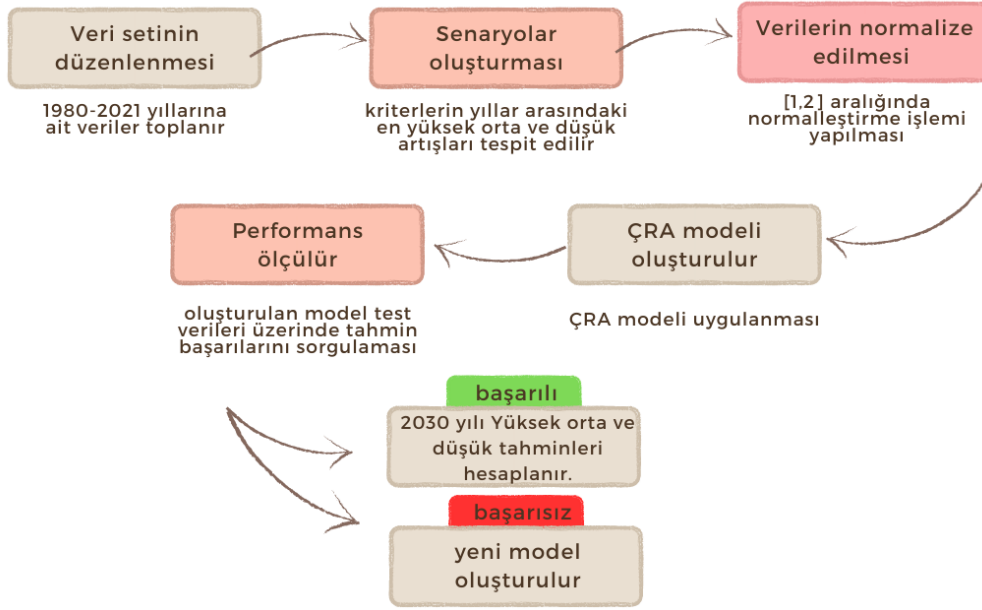 Veri setinin
düzenlenmesi
1980-2021 yıllarına
ait veriler toplanır
Senaryolar
oluşturması
kriterlerin yıllar arasındaki
en yüksek orta ve düşük
artışları tespit edilir
Verilerin normalize
edilmesi
[1,2] aralığında
normalleştirme işlemi
yapılması
ÇRA modeli
oluşturulur
ÇRA modeli uygulanması
Performans
ölçülür
oluşturulan model test
verileri üzerinde tahmin
başarılarını sorgulaması
başarılı
2030 yılı Yüksek orta ve
düşük tahminleri
hesaplanır.
başarısız
yeni model
oluşturulur